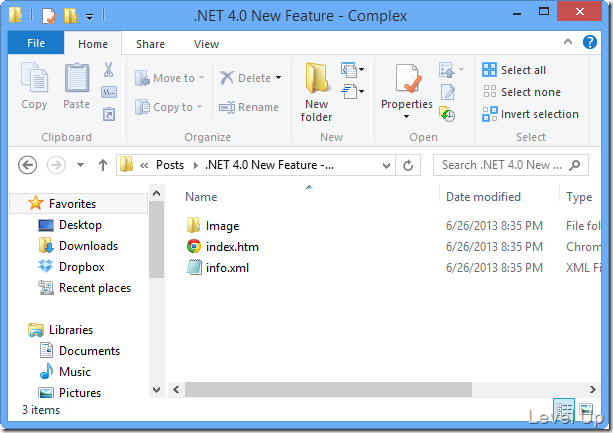 .NET 4.0 New Feature - Complex
File
Home
Share
View
Copy
Paste
Clipboard
Move to
Copy to
Delete
Rename
Organize
New folder
New
Properties
Open
Select all
Select none
Invert selection
Select
« Posts
.NET 4.0 New Feature -...
Search .NET 4.0 New ...
Favorites
Desktop
Downloads
Dropbox
Recent places
Libraries
Documents
Music
Pictures
Name Date modified Type
Image 6/26/2013 8:35 PM File fol
index.htm 6/26/2013 8:35 PM Chrom
info.xml 6/26/2013 8:35 PM XML Fi
3 items
Level Up